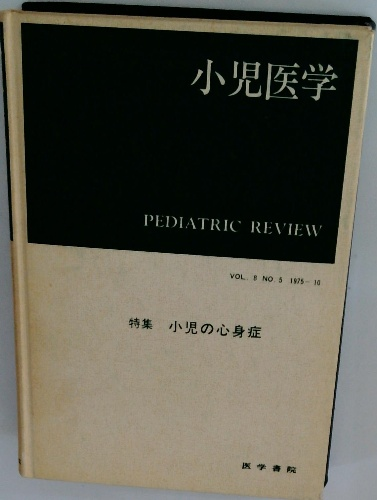 小児医学
PEDIATRIC REVIEW
VOL. 8 NO. 5 1975-10
特集 小児の心身症
医学書院